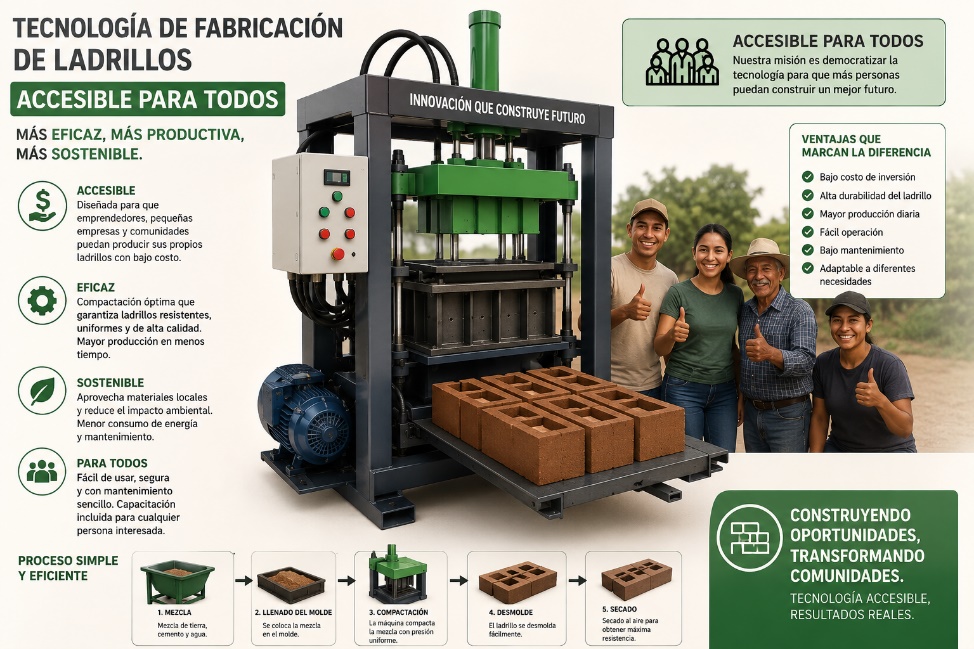 TECNOLOGÍA DE FABRICACIÓN
DE LADRILLOS
ACCESIBLE PARA TODOS
MÁS EFICAZ, MÁS PRODUCTIVA,
MÁS SOSTENIBLE.
ACCESIBLE
Diseñada para que
emprendedores, pequeñas
empresas y comunidades
puedan producir sus propios
ladrillos con bajo costo.
EFICAZ
Compactación óptima que
garantiza ladrillos resistentes,
uniformes y de alta calidad.
Mayor producción en menos
tiempo.
SOSTENIBLE
Aprovecha materiales locales
y reduce el impacto ambiental.
Menor consumo de energía
y mantenimiento.
PARA TODOS
Fácil de usar, segura
y con mantenimiento
sencillo. Capacitación
incluida para cualquier
persona interesada.
INNOVACIÓN QUE CONSTRUYE FUTURO
ACCESIBLE PARA TODOS
Nuestra misión es democratizar la
tecnología para que más personas
puedan construir un mejor futuro.
VENTAJAS QUE
MARCAN LA DIFERENCIA
Bajo costo de inversión
Alta durabilidad del ladrillo
Mayor producción diaria
Fácil operación
Bajo mantenimiento
Adaptable a diferentes
necesidades
PROCESO SIMPLE
Y EFICIENTE
1. MEZCLA
Mezcla de tierra,
cemento y agua.
2. LLENADO DEL MOLDE
Se coloca la mezcla
en el molde.
3. COMPACTACIÓN
La máquina compacta
la mezcla con presión
uniforme.
4. DESMOLDE
El ladrillo se desmolda
fácilmente.
5. SECADO
Secado al aire para
obtener máxima
resistencia.
CONSTRUYENDO
OPORTUNIDADES,
TRANSFORMANDO
COMUNIDADES.
TECNOLOGÍA ACCESIBLE,
RESULTADOS REALES.